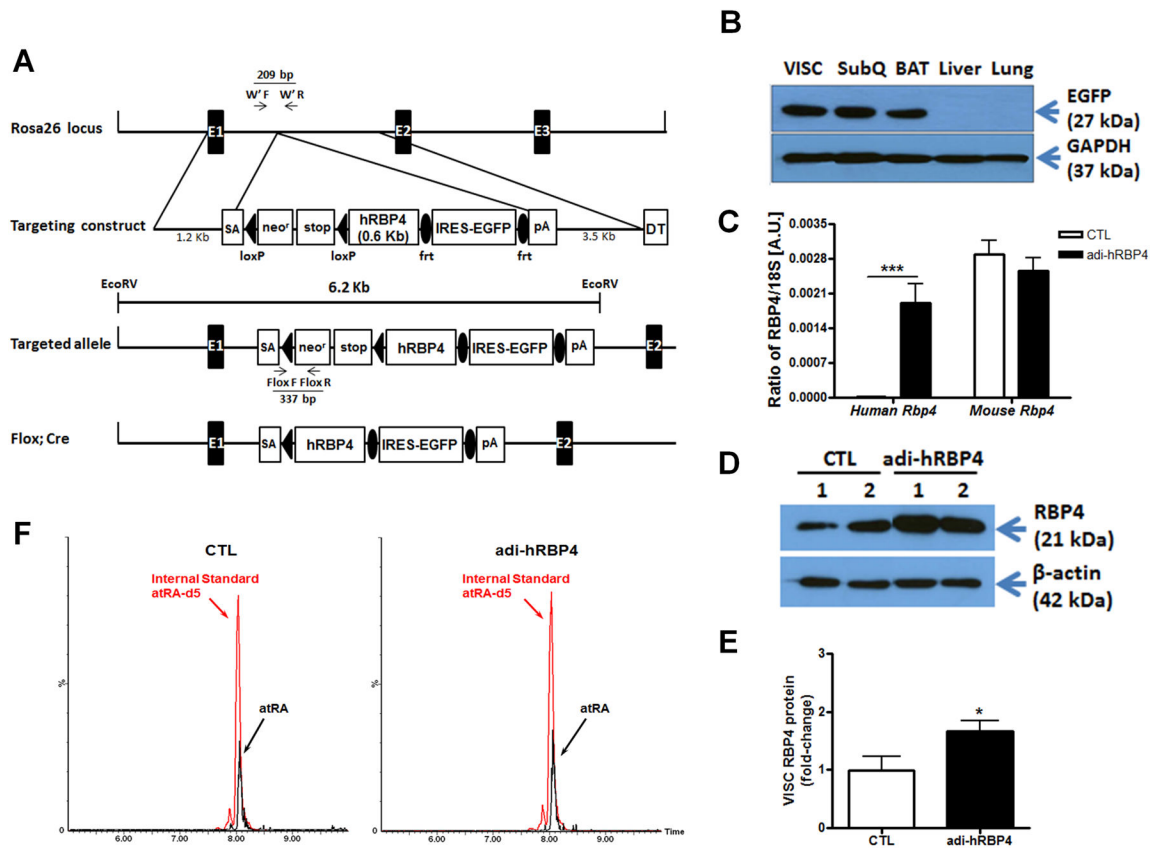 A
209 bp
W' F W' R
Rosa26 locus
E1
E2
E3
Targeting construct
1.2 Kb
SA
neoʳ
stop
hRBP4
(0.6 Kb)
IRES-EGFP
pA
3.5 Kb
DT
loxP
loxP
frt
frt
EcoRV
6.2 Kb
EcoRV
Targeted allele
E1
SA
neoʳ
stop
hRBP4
IRES-EGFP
pA
E2
Flox F Flox R
337 bp
Flox; Cre
E1
SA
hRBP4
IRES-EGFP
pA
E2
B
VISC SubQ BAT Liver Lung
EGFP
(27 kDa)
GAPDH
(37 kDa)
C
Ratio of RBP4/18S [A.U.]
0.0035
0.0028
0.0021
0.0014
0.0007
0.0000
***
CTL
adi-hRBP4
Human Rbp4
Mouse Rbp4
D
CTL adi-hRBP4
1 2 1 2
RBP4
(21 kDa)
β-actin
(42 kDa)
E
VISC RBP4 protein
(fold-change)
3
2
1
0
*
CTL
adi-hRBP4
F
CTL
Internal Standard
atRA-d5
atRA
%
0
6.00 7.00 8.00 9.00
adi-hRBP4
Internal Standard
atRA-d5
atRA
%
0
6.00 7.00 8.00 9.00
Time